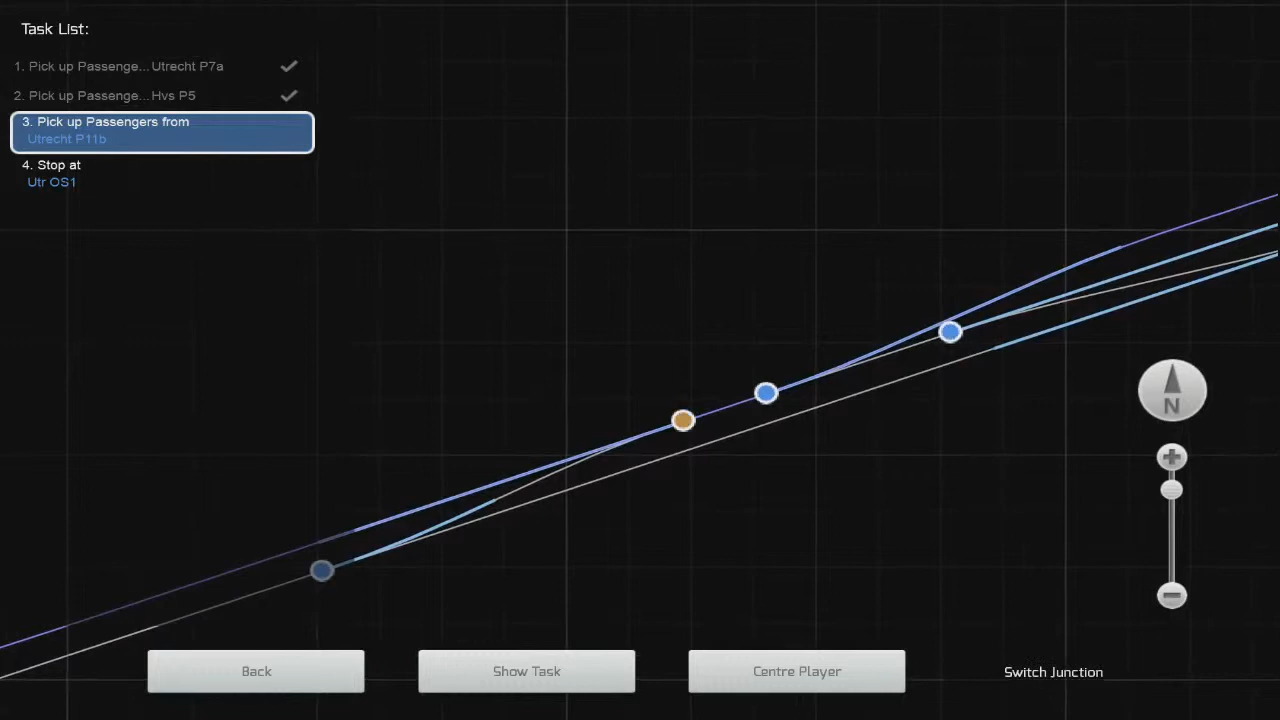 Task List:
1. Pick up Passenge... Utrecht P7a
2. Pick up Passenge... Hvs P5
3. Pick up Passengers from
Utrecht P11b
4. Stop at
Utr OS1
N
Back
Show Task
Centre Player
Switch Junction